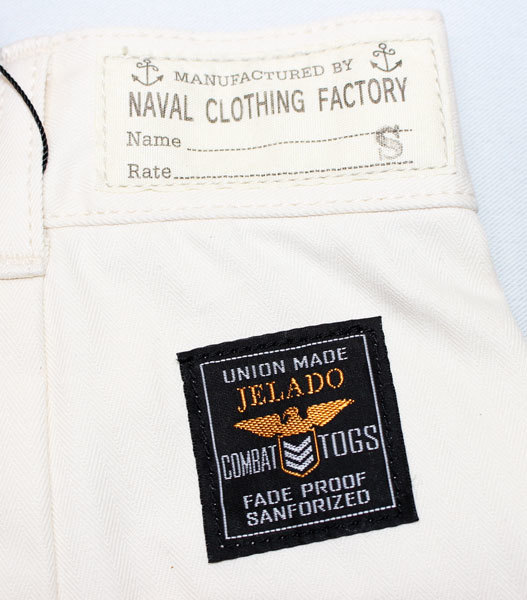 MANUFACTURED BY
NAVAL CLOTHING FACTORY
Name
S
Rate
UNION MADE
JELADO
COMBAT TOGS
FADE PROOF
SANFORIZED